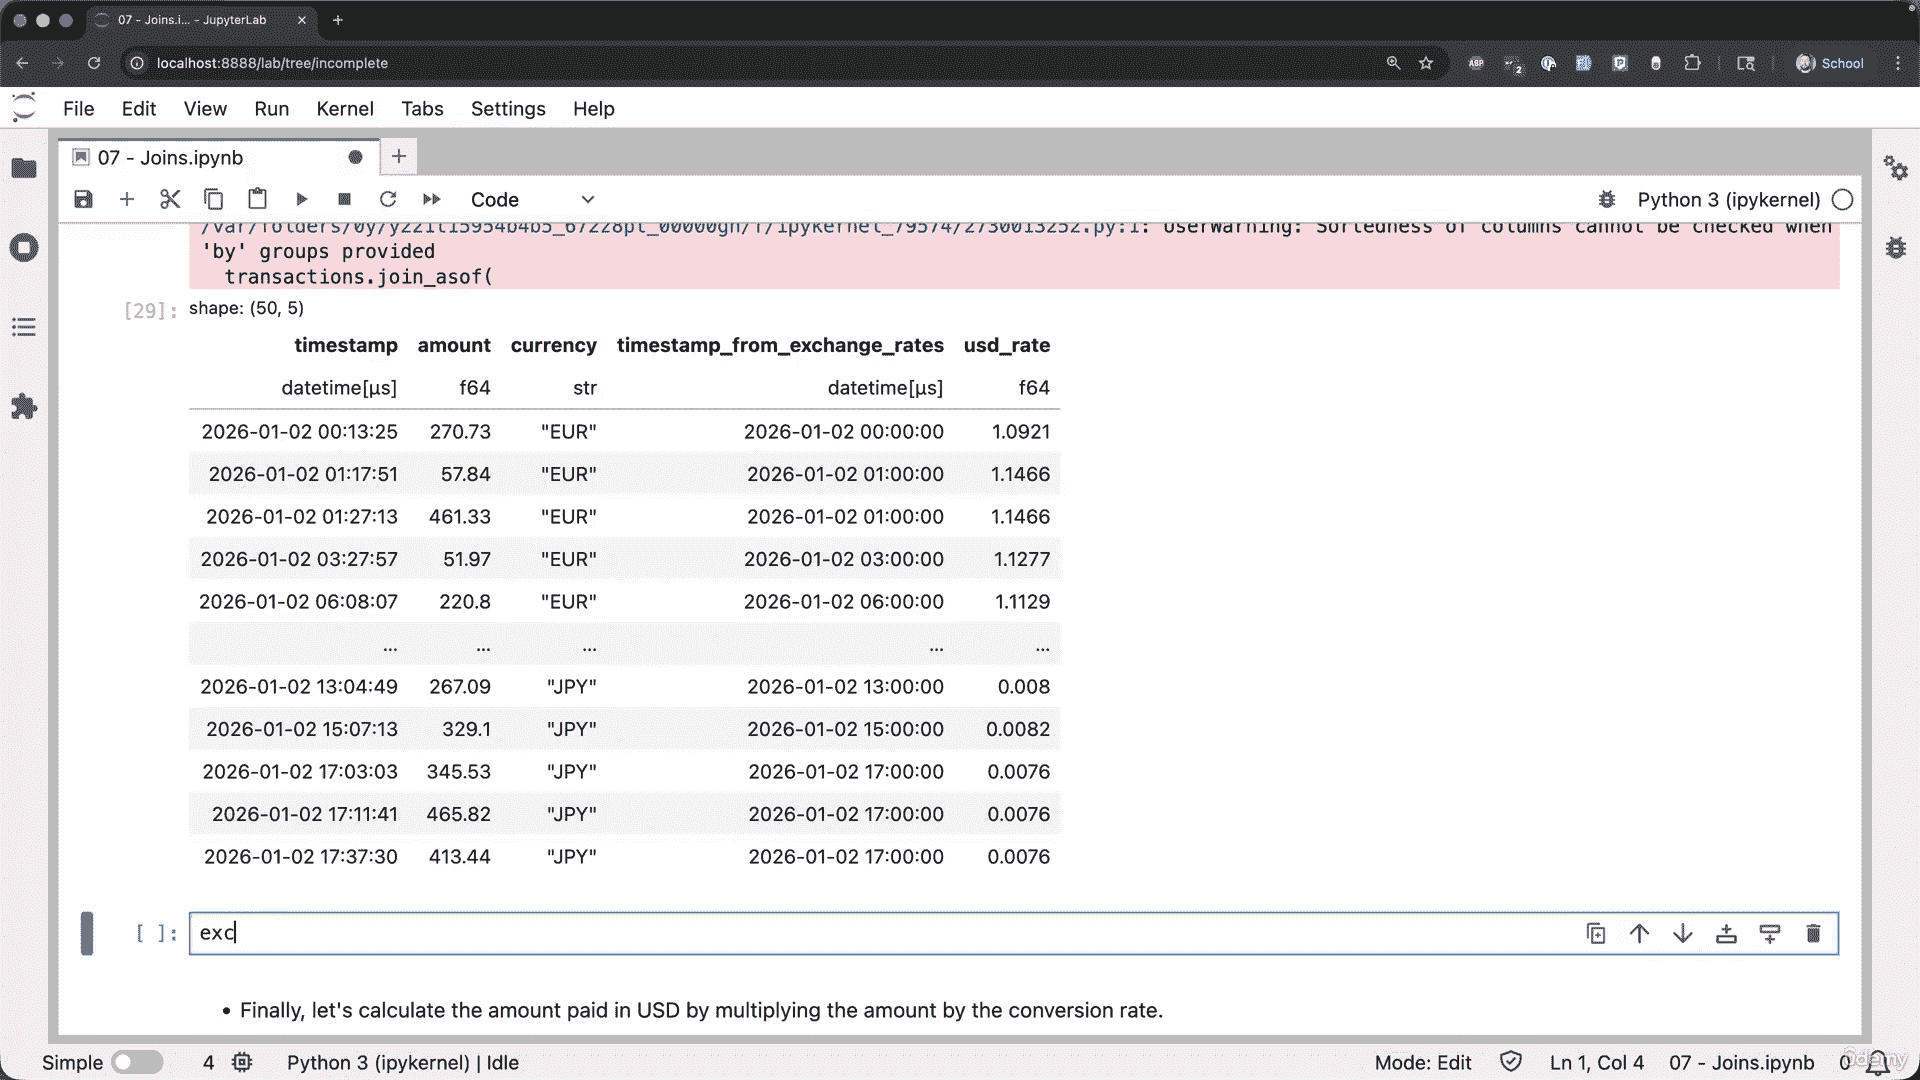 07 - Joins.i... - JupyterLab
localhost:8888/lab/tree/incomplete
ABP
2
School
File Edit View Run Kernel Tabs Settings Help
07 - Joins.ipynb
Code
Python 3 (ipykernel)
UserWarning: Sortedness of columns cannot be checked when
'by' groups provided
transactions.join_asof(
[29]: shape: (50, 5)
timestamp amount currency timestamp_from_exchange_rates usd_rate
datetime[μs] f64 str datetime[μs] f64
2026-01-02 00:13:25 270.73 "EUR" 2026-01-02 00:00:00 1.0921
2026-01-02 01:17:51 57.84 "EUR" 2026-01-02 01:00:00 1.1466
2026-01-02 01:27:13 461.33 "EUR" 2026-01-02 01:00:00 1.1466
2026-01-02 03:27:57 51.97 "EUR" 2026-01-02 03:00:00 1.1277
2026-01-02 06:08:07 220.8 "EUR" 2026-01-02 06:00:00 1.1129
... ... ... ... ...
2026-01-02 13:04:49 267.09 "JPY" 2026-01-02 13:00:00 0.008
2026-01-02 15:07:13 329.1 "JPY" 2026-01-02 15:00:00 0.0082
2026-01-02 17:03:03 345.53 "JPY" 2026-01-02 17:00:00 0.0076
2026-01-02 17:11:41 465.82 "JPY" 2026-01-02 17:00:00 0.0076
2026-01-02 17:37:30 413.44 "JPY" 2026-01-02 17:00:00 0.0076
[ ]: exc
• Finally, let's calculate the amount paid in USD by multiplying the amount by the conversion rate.
Simple 4 Python 3 (ipykernel) | Idle Mode: Edit Ln 1, Col 4 07 - Joins.ipynb 0
udemy